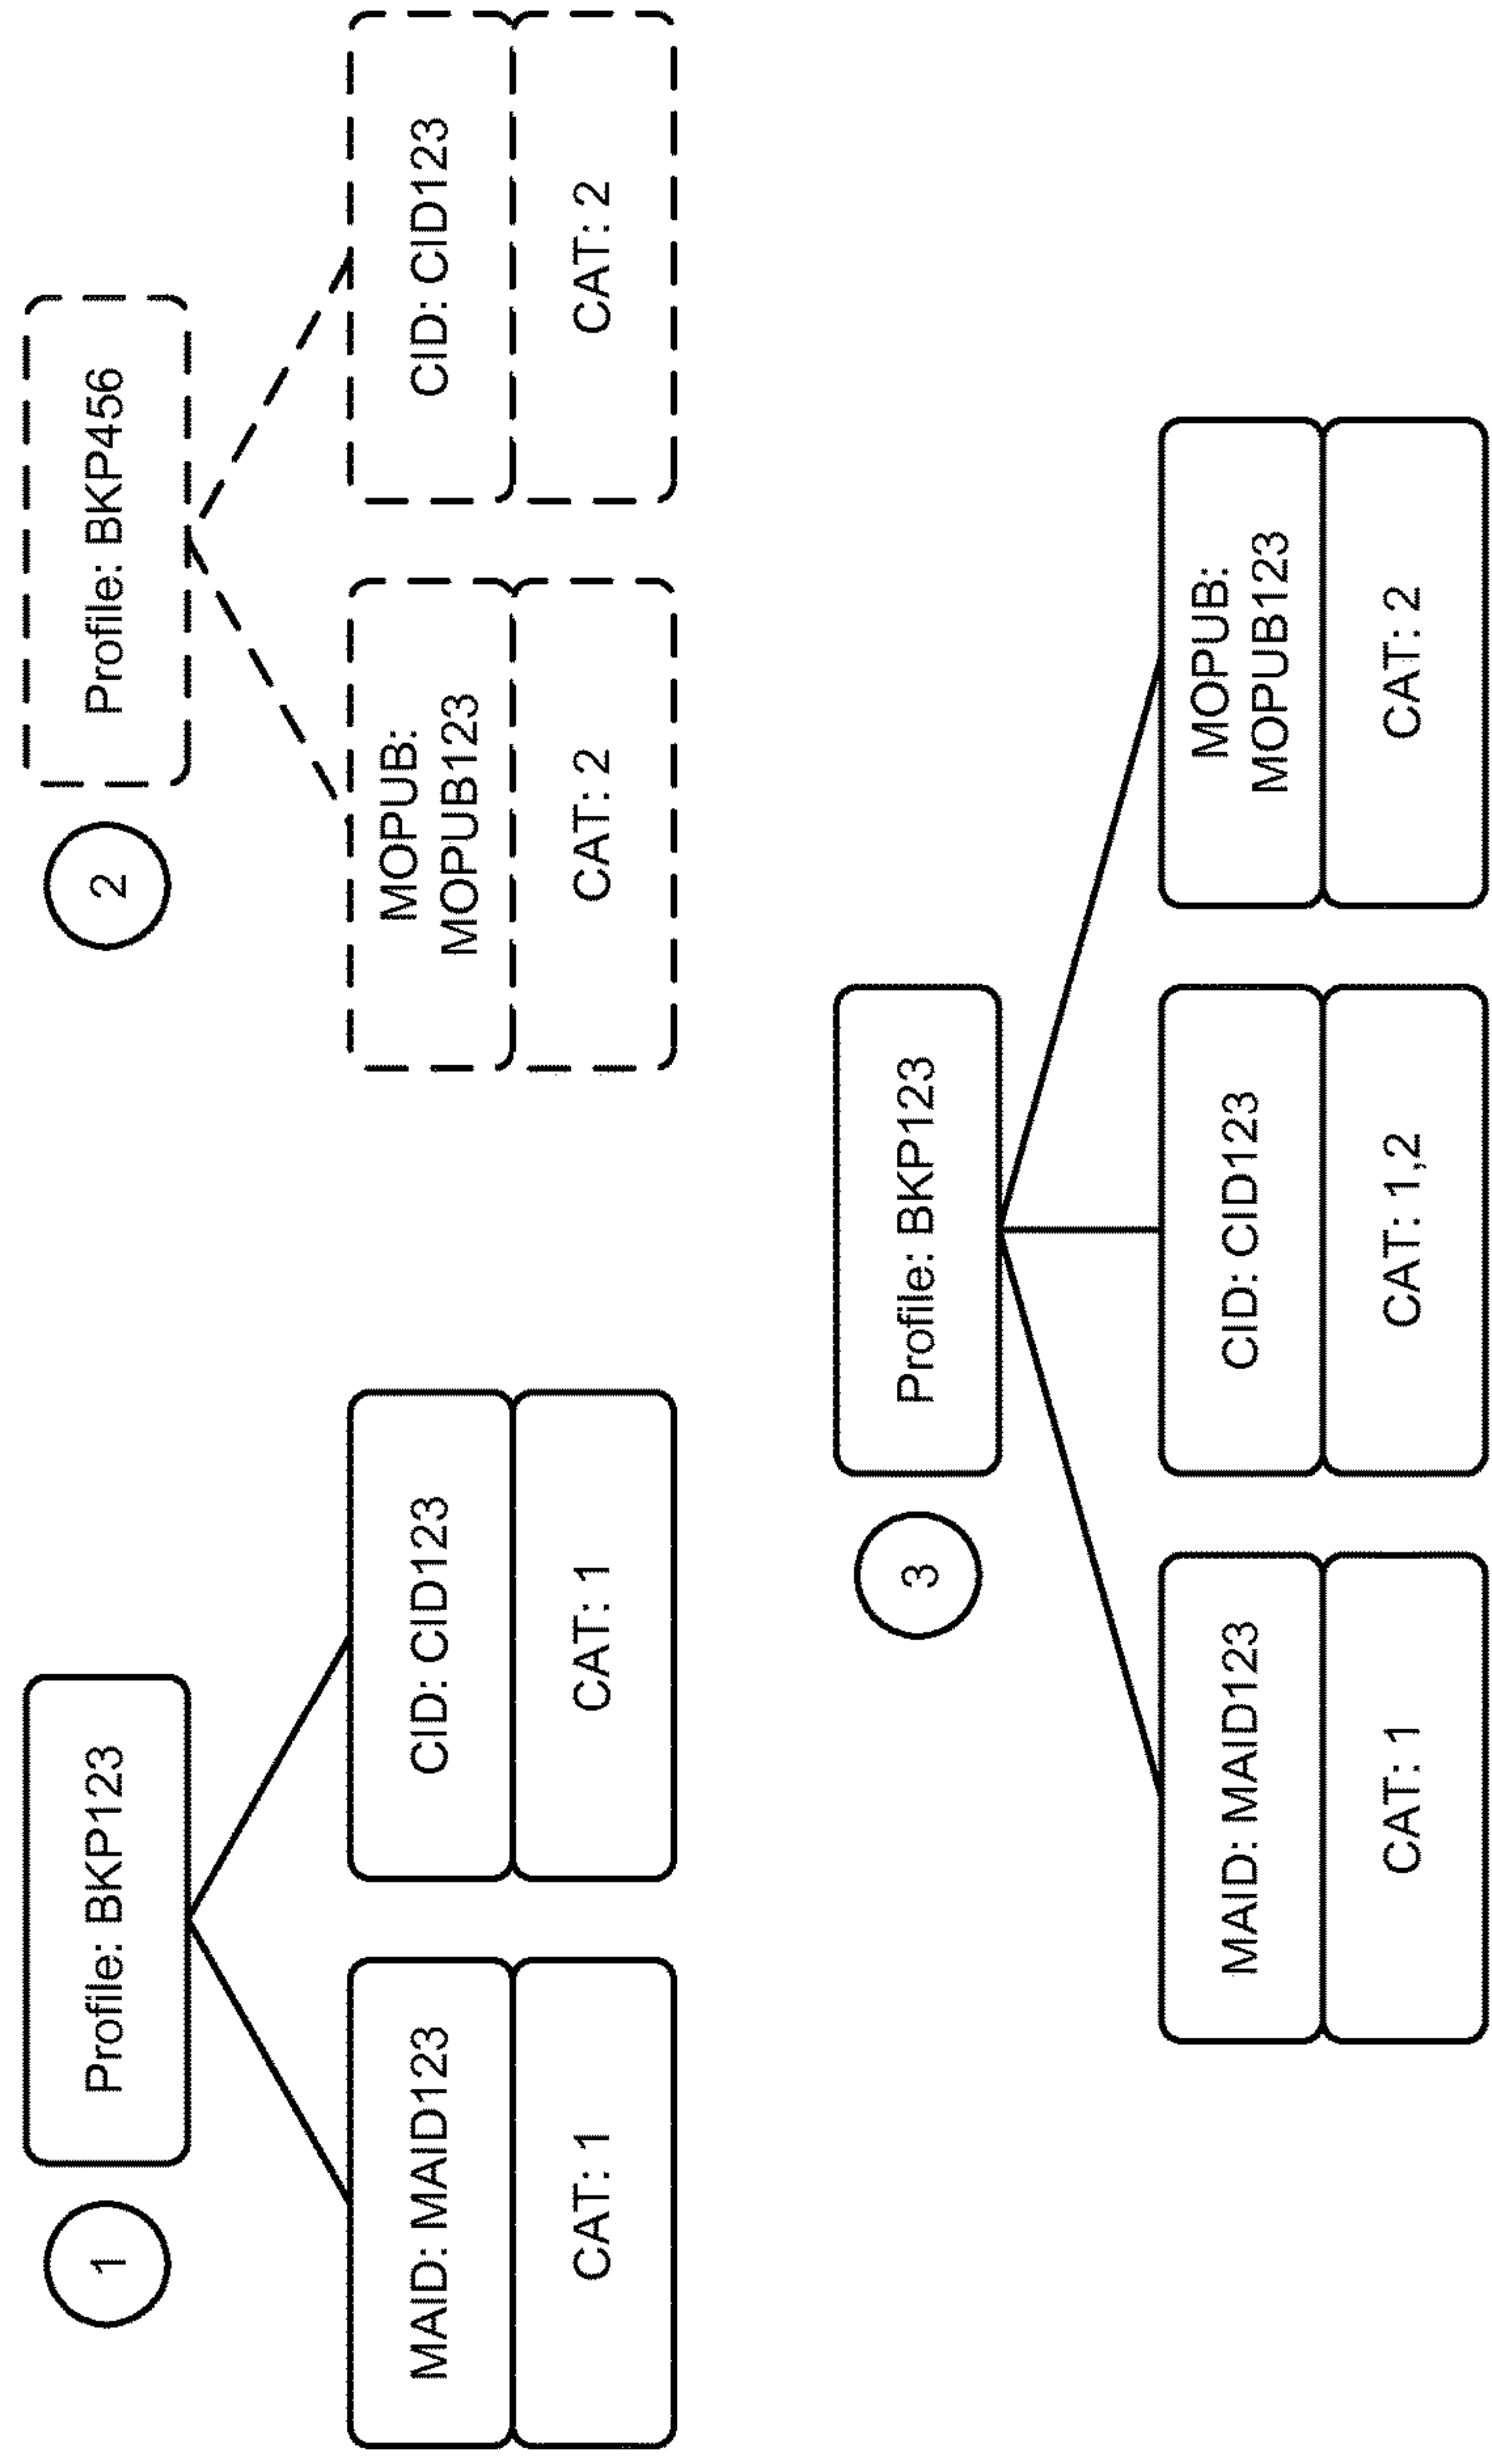 1
Profile: BKP123
MAID: MAID123
CAT: 1
CID: CID123
CAT: 1
2
Profile: BKP456
MOPUB:
MOPUB123
CAT: 2
CID: CID123
CAT: 2
3
Profile: BKP123
MAID: MAID123
CAT: 1
CID: CID123
CAT: 1,2
MOPUB:
MOPUB123
CAT: 2